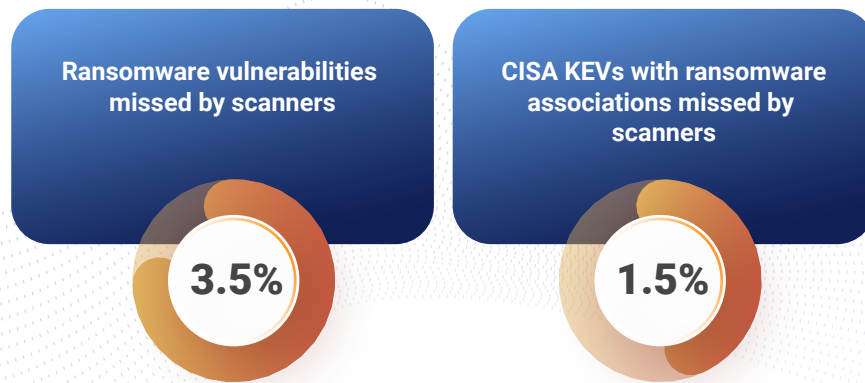 Ransomware vulnerabilities
missed by scanners
3.5%
CISA KEVs with ransomware
associations missed by
scanners
1.5%